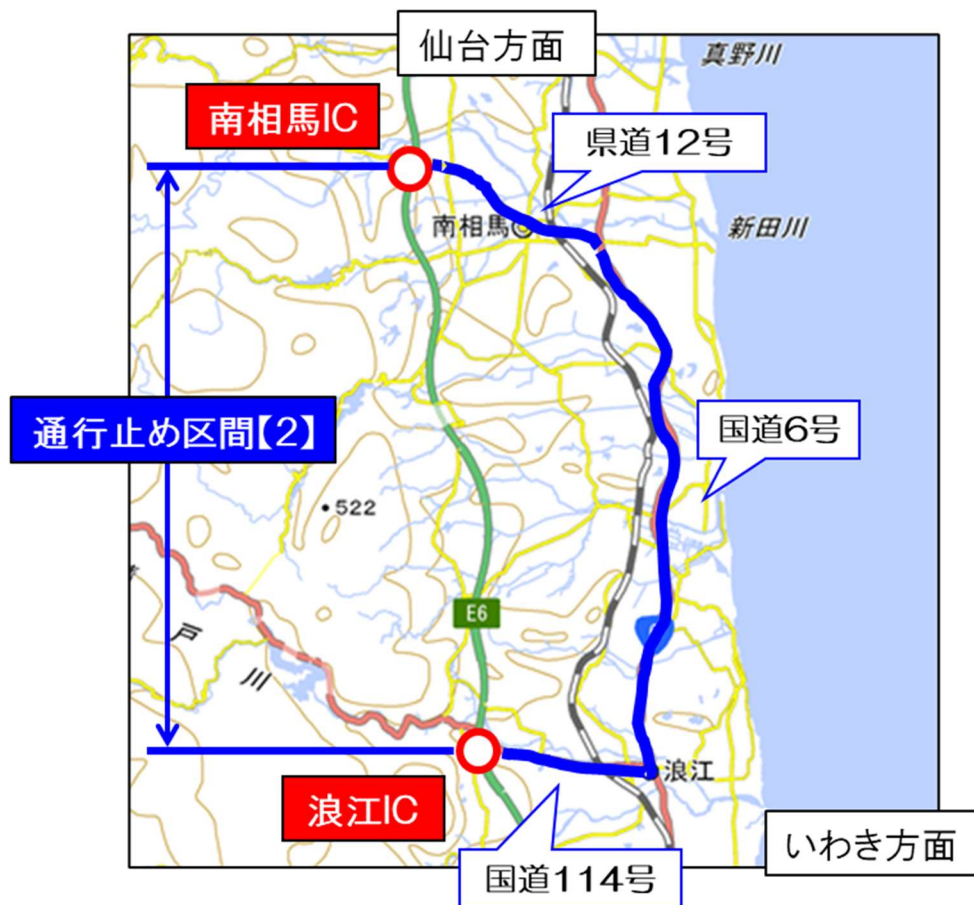 仙台方面
真野川
南相馬IC
県道12号
南相馬
新田川
通行止め区間【2】
国道6号
522
E6
戸
川
浪江IC
浪江
いわき方面
国道114号